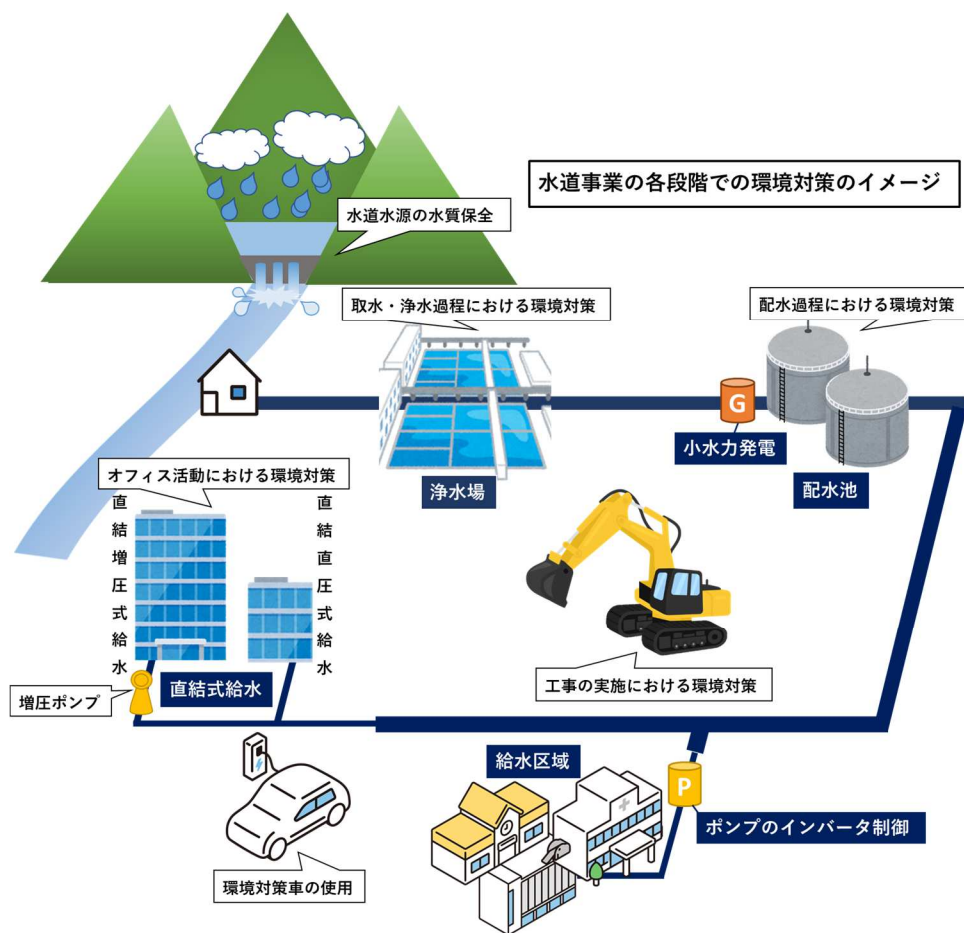 水道事業の各段階での環境対策のイメージ
水道水源の水質保全
取水・浄水過程における環境対策
配水過程における環境対策
G
小水力発電
浄水場
配水池
オフィス活動における環境対策
直結増圧式給水
直結直圧式給水
増圧ポンプ
直結式給水
工事の実施における環境対策
給水区域
P
ポンプのインバータ制御
環境対策車の使用